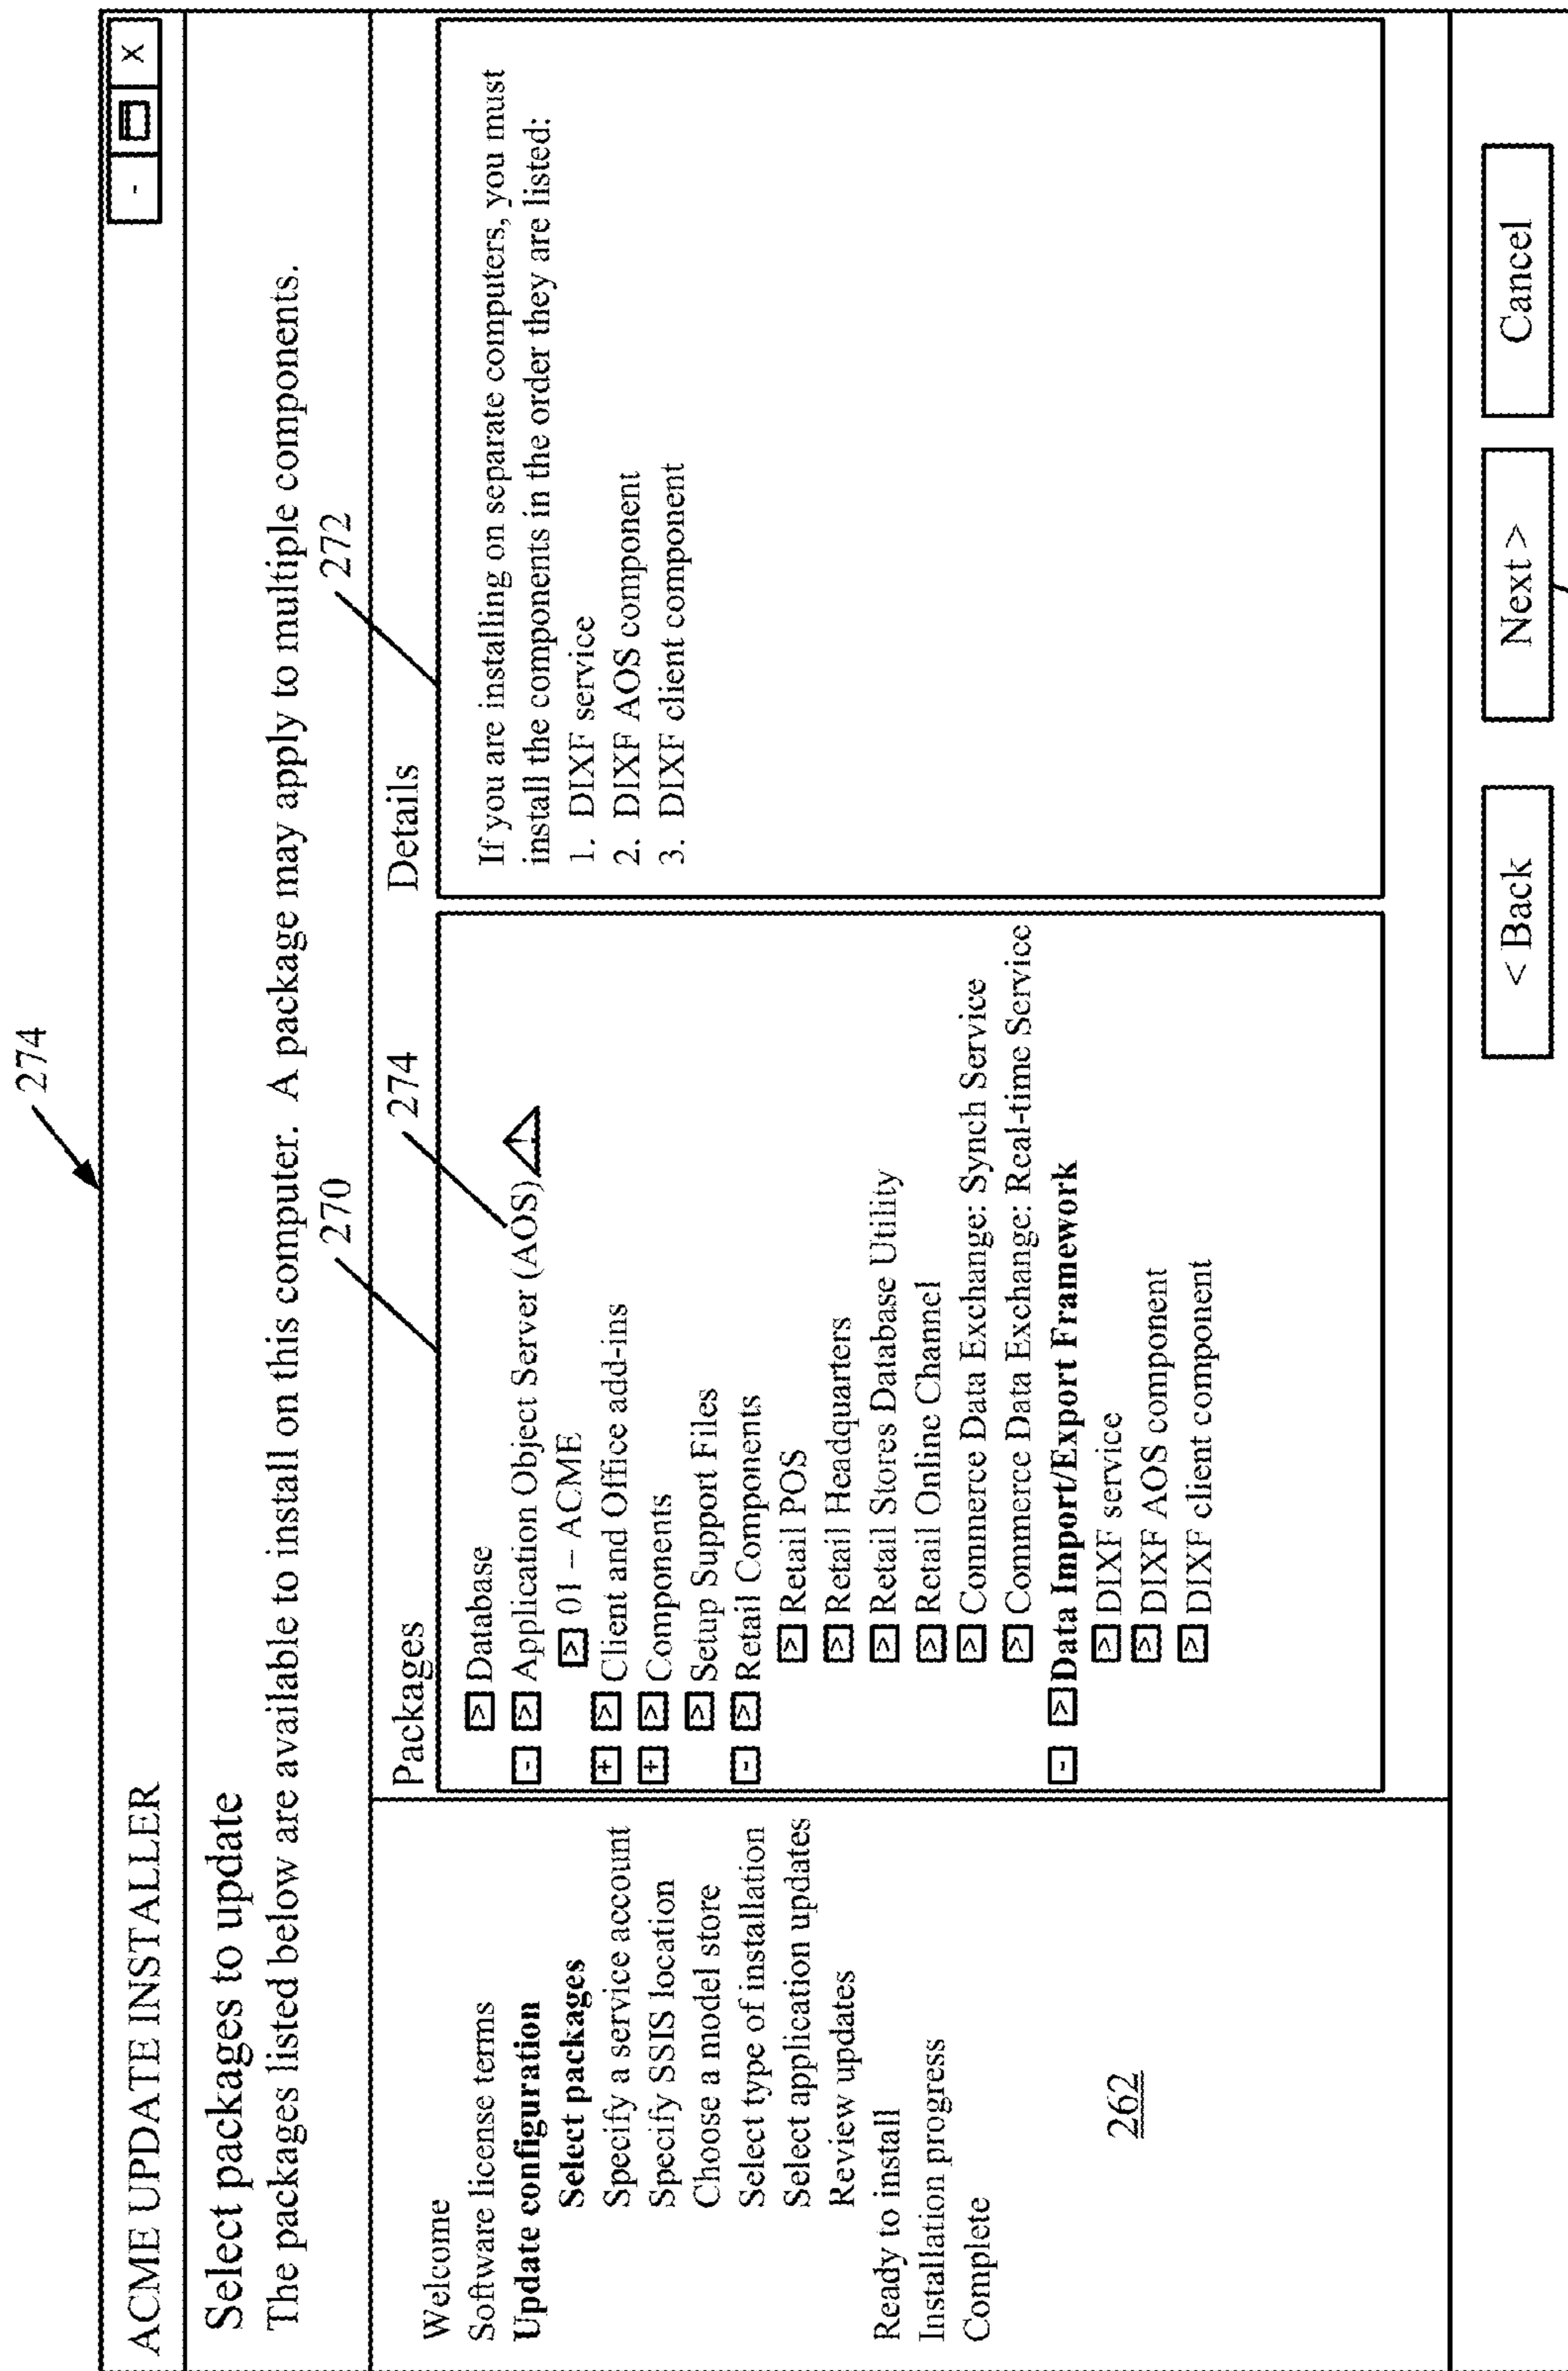 274
ACME UPDATE INSTALLER
- X
Select packages to update
The packages listed below are available to install on this computer. A package may apply to multiple components.
270
274
272
Welcome
Software license terms
Update configuration
Select packages
Specify a service account
Specify SSIS location
Choose a model store
Select type of installation
Select application updates
Review updates
Ready to install
Installation progress
Complete
262
Packages
> Database
- > Application Object Server (AOS) !
> 01 – ACME
+ > Client and Office add-ins
+ > Components
> Setup Support Files
- > Retail Components
> Retail POS
> Retail Headquarters
> Retail Stores Database Utility
> Retail Online Channel
> Commerce Data Exchange: Synch Service
> Commerce Data Exchange: Real-time Service
- > Data Import/Export Framework
> DIXF service
> DIXF AOS component
> DIXF client component
Details
If you are installing on separate computers, you must
install the components in the order they are listed:
1. DIXF service
2. DIXF AOS component
3. DIXF client component
< Back
Next >
Cancel